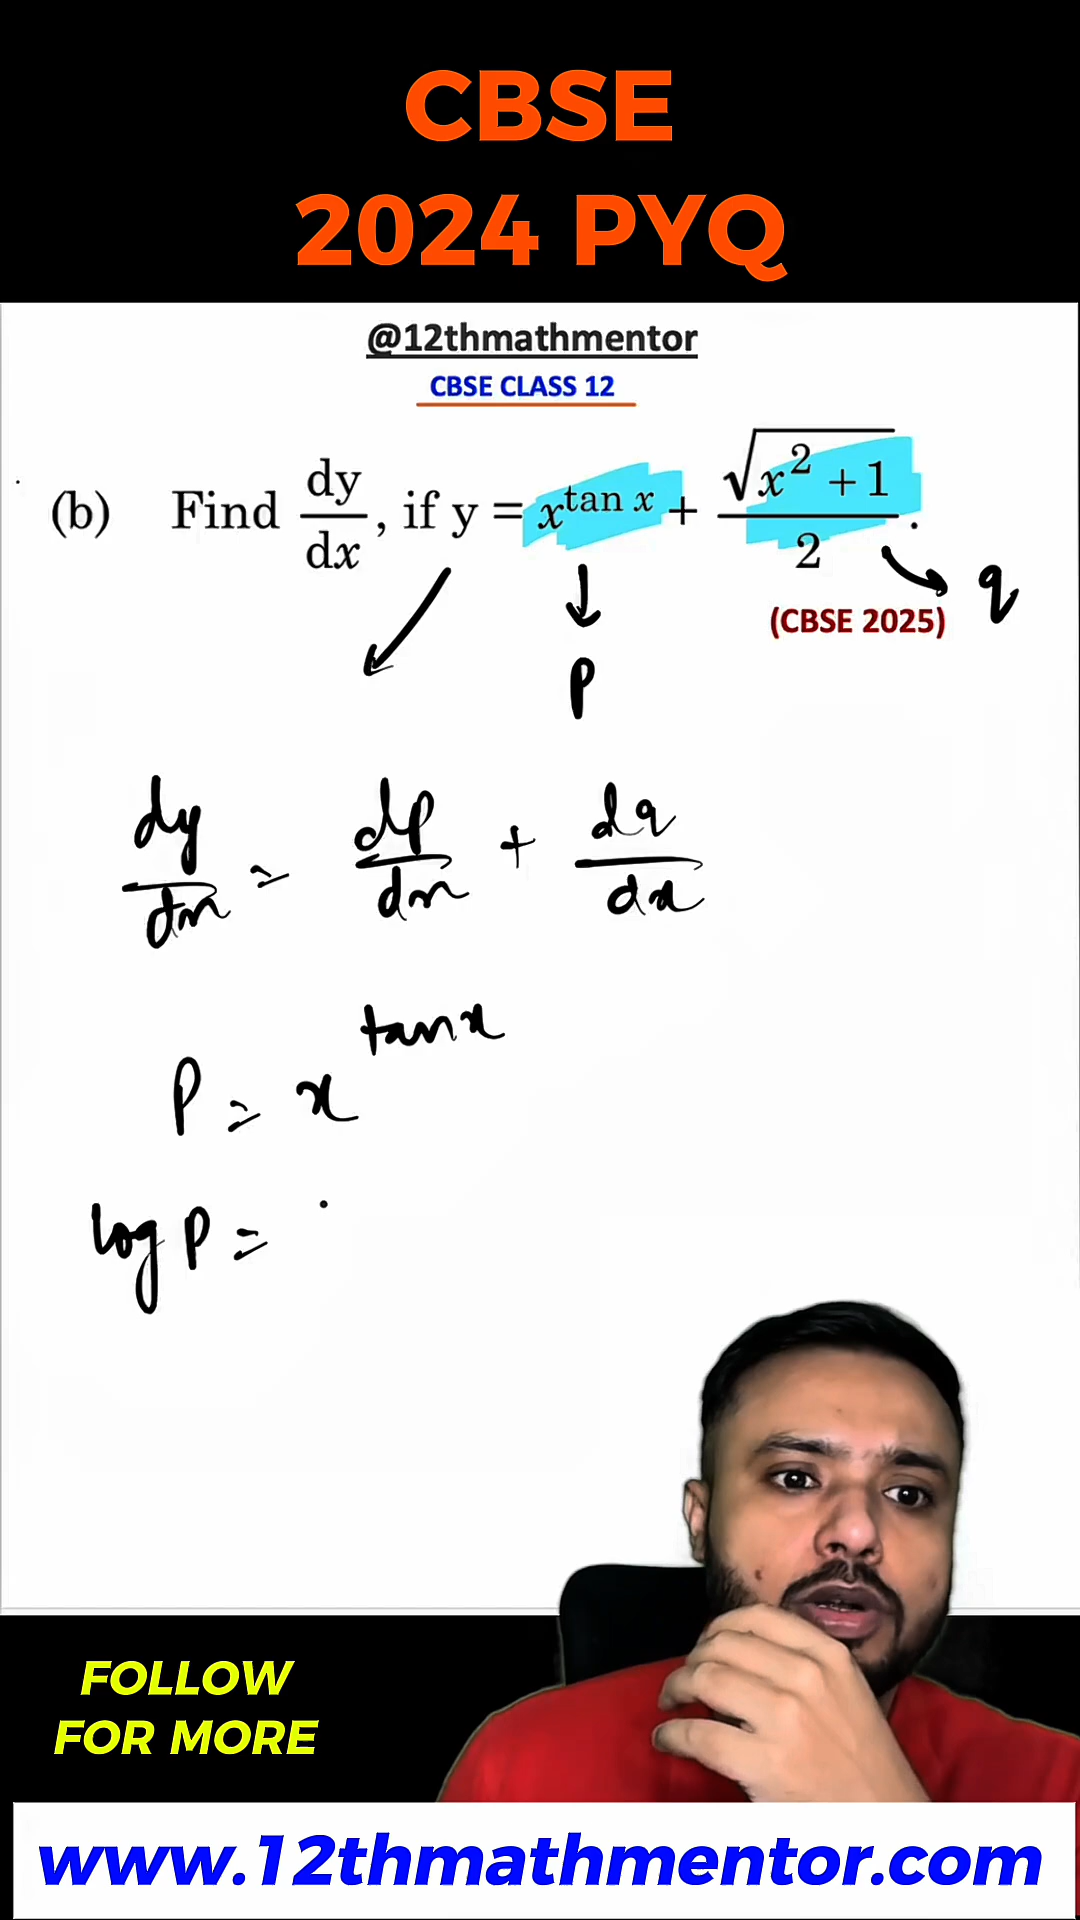 CBSE
2024 PYQ
@12thmathmentor
CBSE CLASS 12
(b) Find dy/dx, if y = x^tan x + √(x² + 1)/2.
(CBSE 2025)
q
p
dy/dx = dp/dx + dq/dx
P = x^tanx
log P =
FOLLOW
FOR MORE
www.12thmathmentor.com